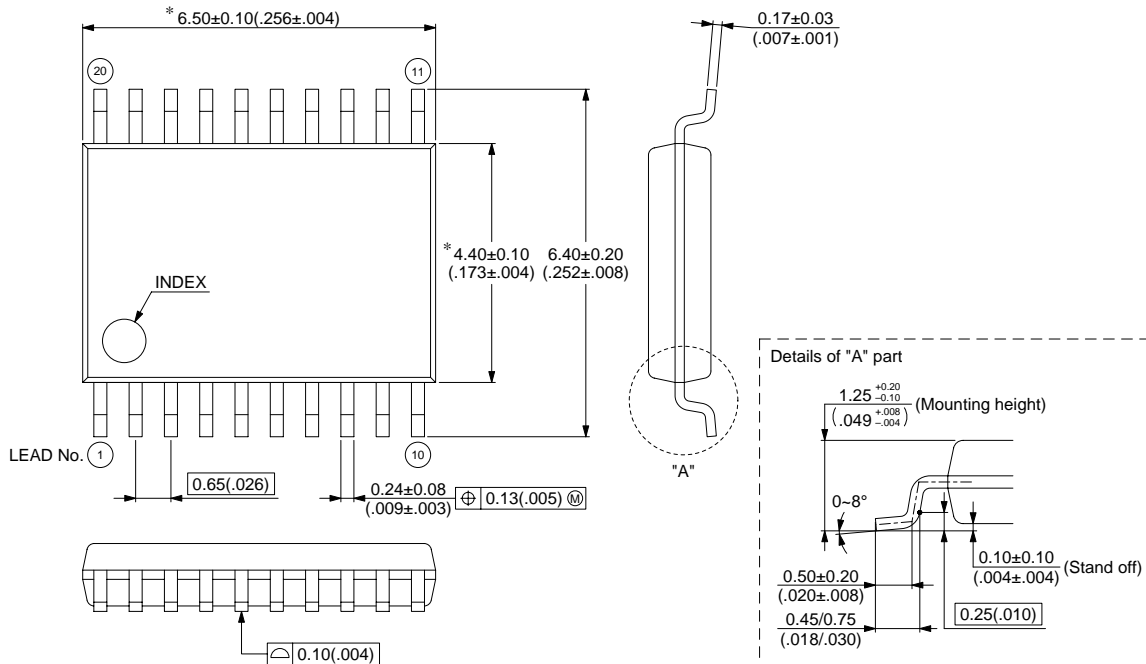 *6.50±0.10(.256±.004)
0.17±0.03
(.007±.001)
20
11
*4.40±0.10
(.173±.004)
6.40±0.20
(.252±.008)
INDEX
LEAD No.
1
10
"A"
0.65(.026)
0.24±0.08
(.009±.003)
⌖ 0.13(.005) Ⓜ
⌓ 0.10(.004)
Details of "A" part
1.25 +0.20 −0.10
(.049 +.008 −.004)
(Mounting height)
0~8°
0.50±0.20
(.020±.008)
0.45/0.75
(.018/.030)
0.10±0.10
(.004±.004)
(Stand off)
0.25(.010)